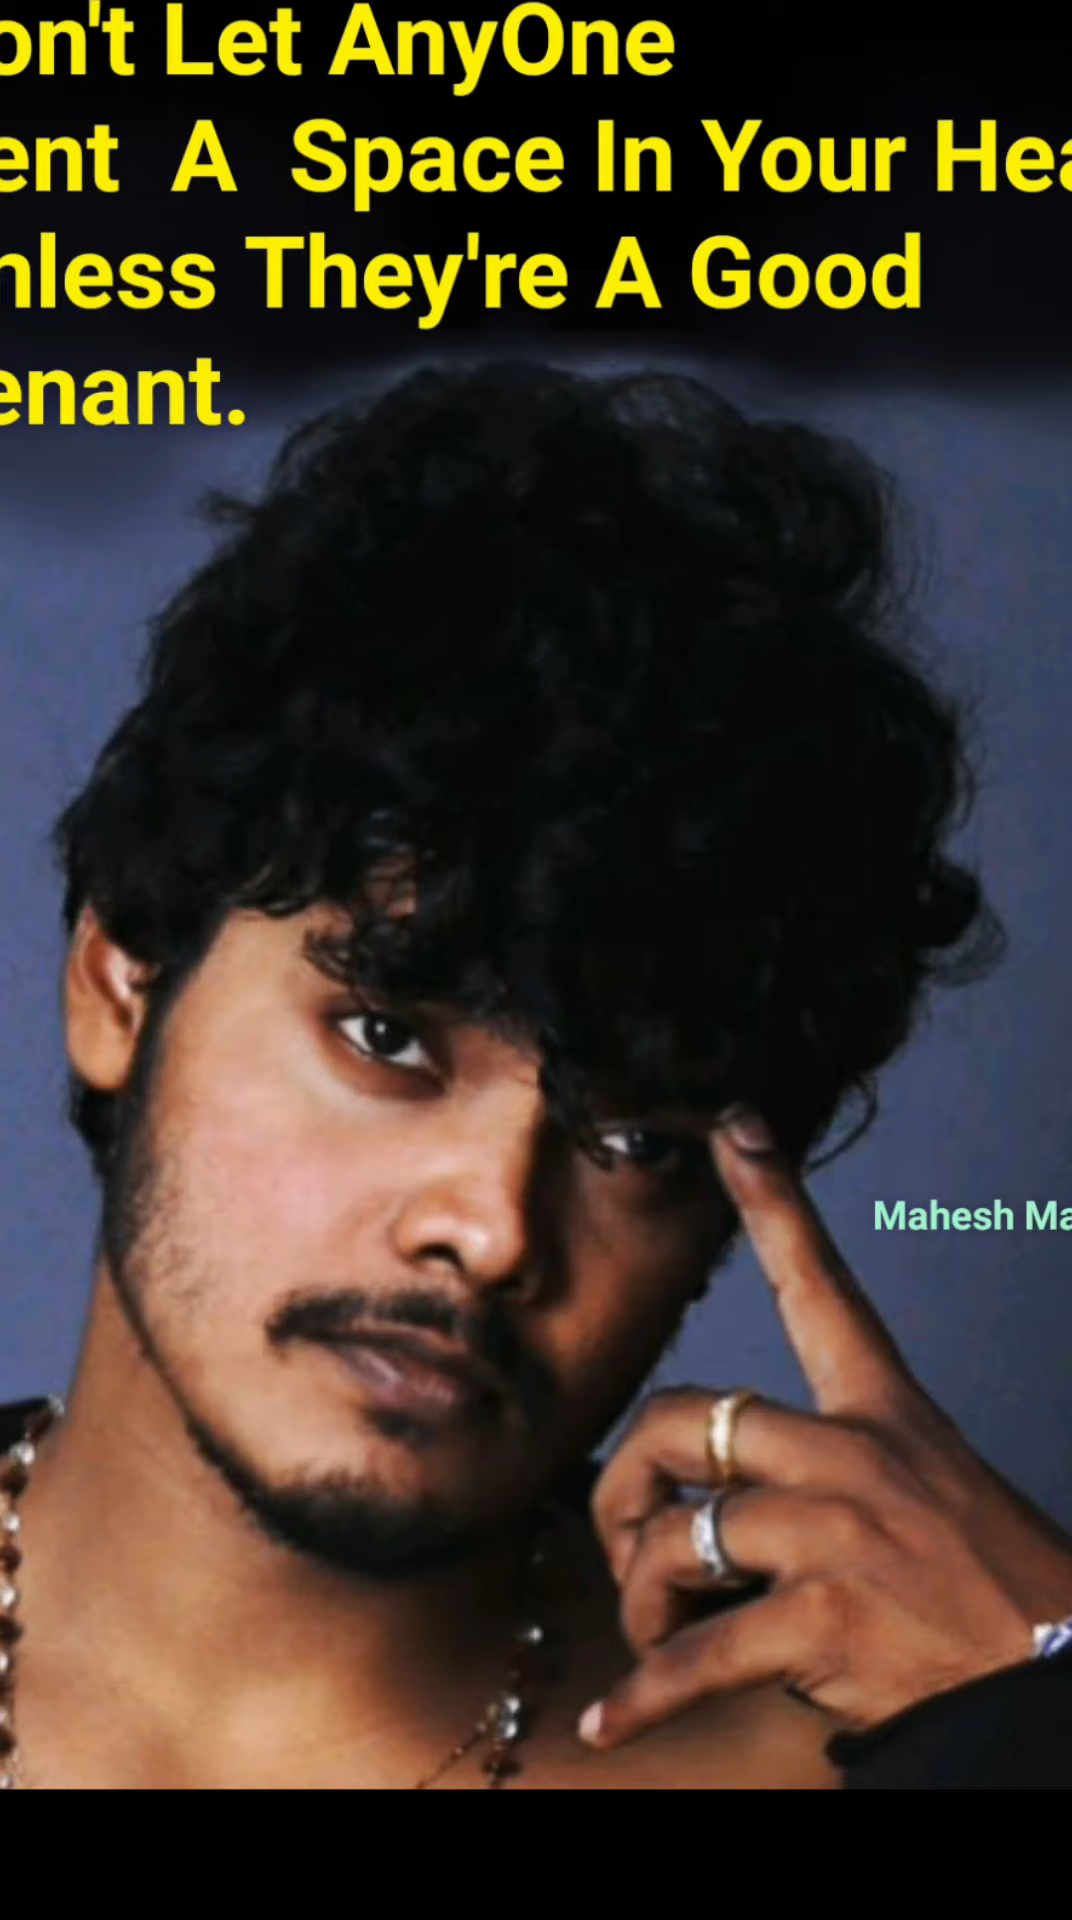 on't Let AnyOne
ent A Space In Your Hea
nless They're A Good
enant.
Mahesh Ma